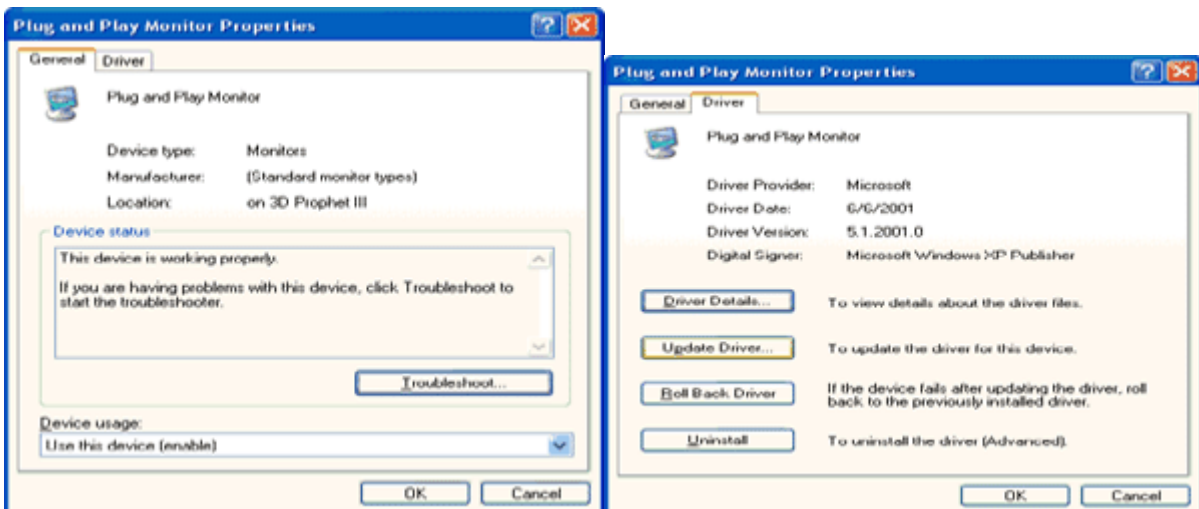 Plug and Play Monitor Properties
General Driver
Plug and Play Monitor
Device type: Monitors
Manufacturer: (Standard monitor types)
Location: on 3D Prophet III
Device status
This device is working properly.
If you are having problems with this device, click Troubleshoot to
start the troubleshooter.
Troubleshoot...
Device usage:
Use this device (enable)
OK Cancel
Plug and Play Monitor Properties
General Driver
Plug and Play Monitor
Driver Provider: Microsoft
Driver Date: 6/6/2001
Driver Version: 5.1.2001.0
Digital Signer: Microsoft Windows XP Publisher
Driver Details... To view details about the driver files.
Update Driver... To update the driver for this device.
Roll Back Driver If the device fails after updating the driver, roll
back to the previously installed driver.
Uninstall To uninstall the driver (Advanced).
OK Cancel